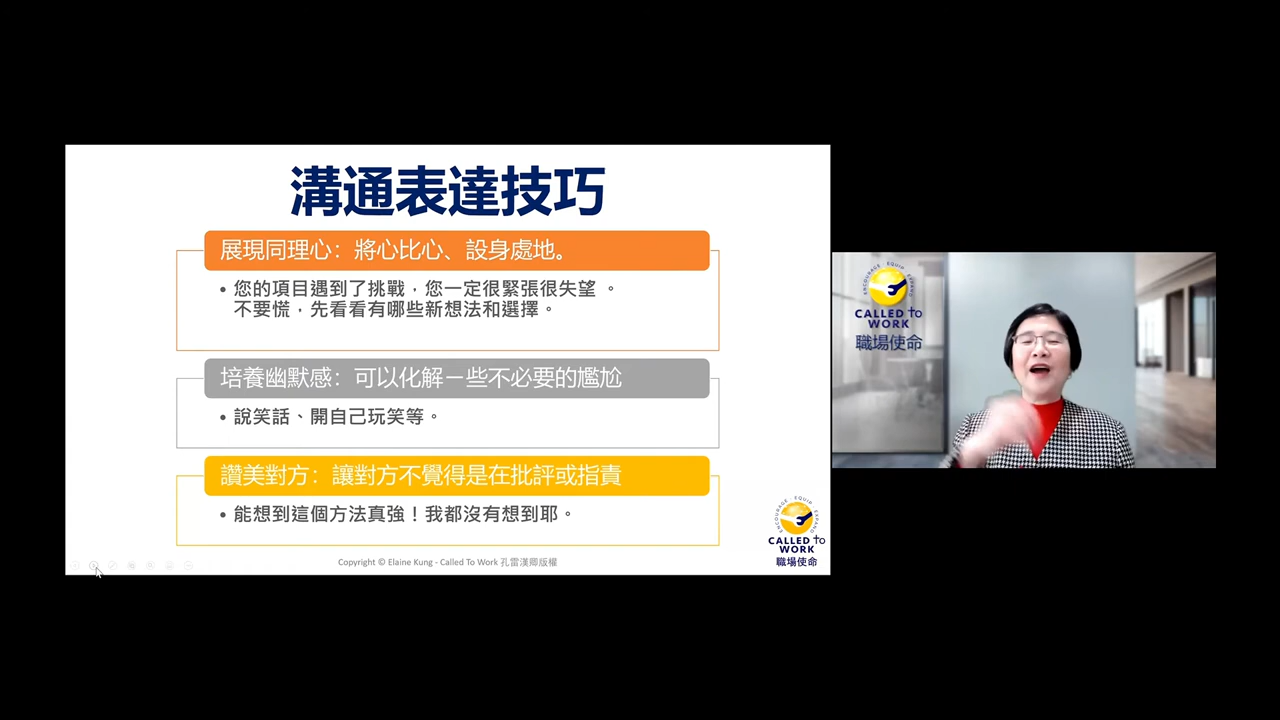 溝通表達技巧
展現同理心：將心比心、設身處地。
• 您的項目遇到了挑戰，您一定很緊張很失望 。
不要慌，先看看有哪些新想法和選擇。
培養幽默感：可以化解一些不必要的尷尬
• 說笑話、開自己玩笑等。
讚美對方：讓對方不覺得是在批評或指責
• 能想到這個方法真強！我都沒有想到耶。
Copyright © Elaine Kung - Called To Work 孔雷漢卿版權
ENCOURAGE · EQUIP · EXPAND
CALLED to
WORK
職場使命
ENCOURAGE · EQUIP · EXPAND
CALLED to
WORK
職場使命